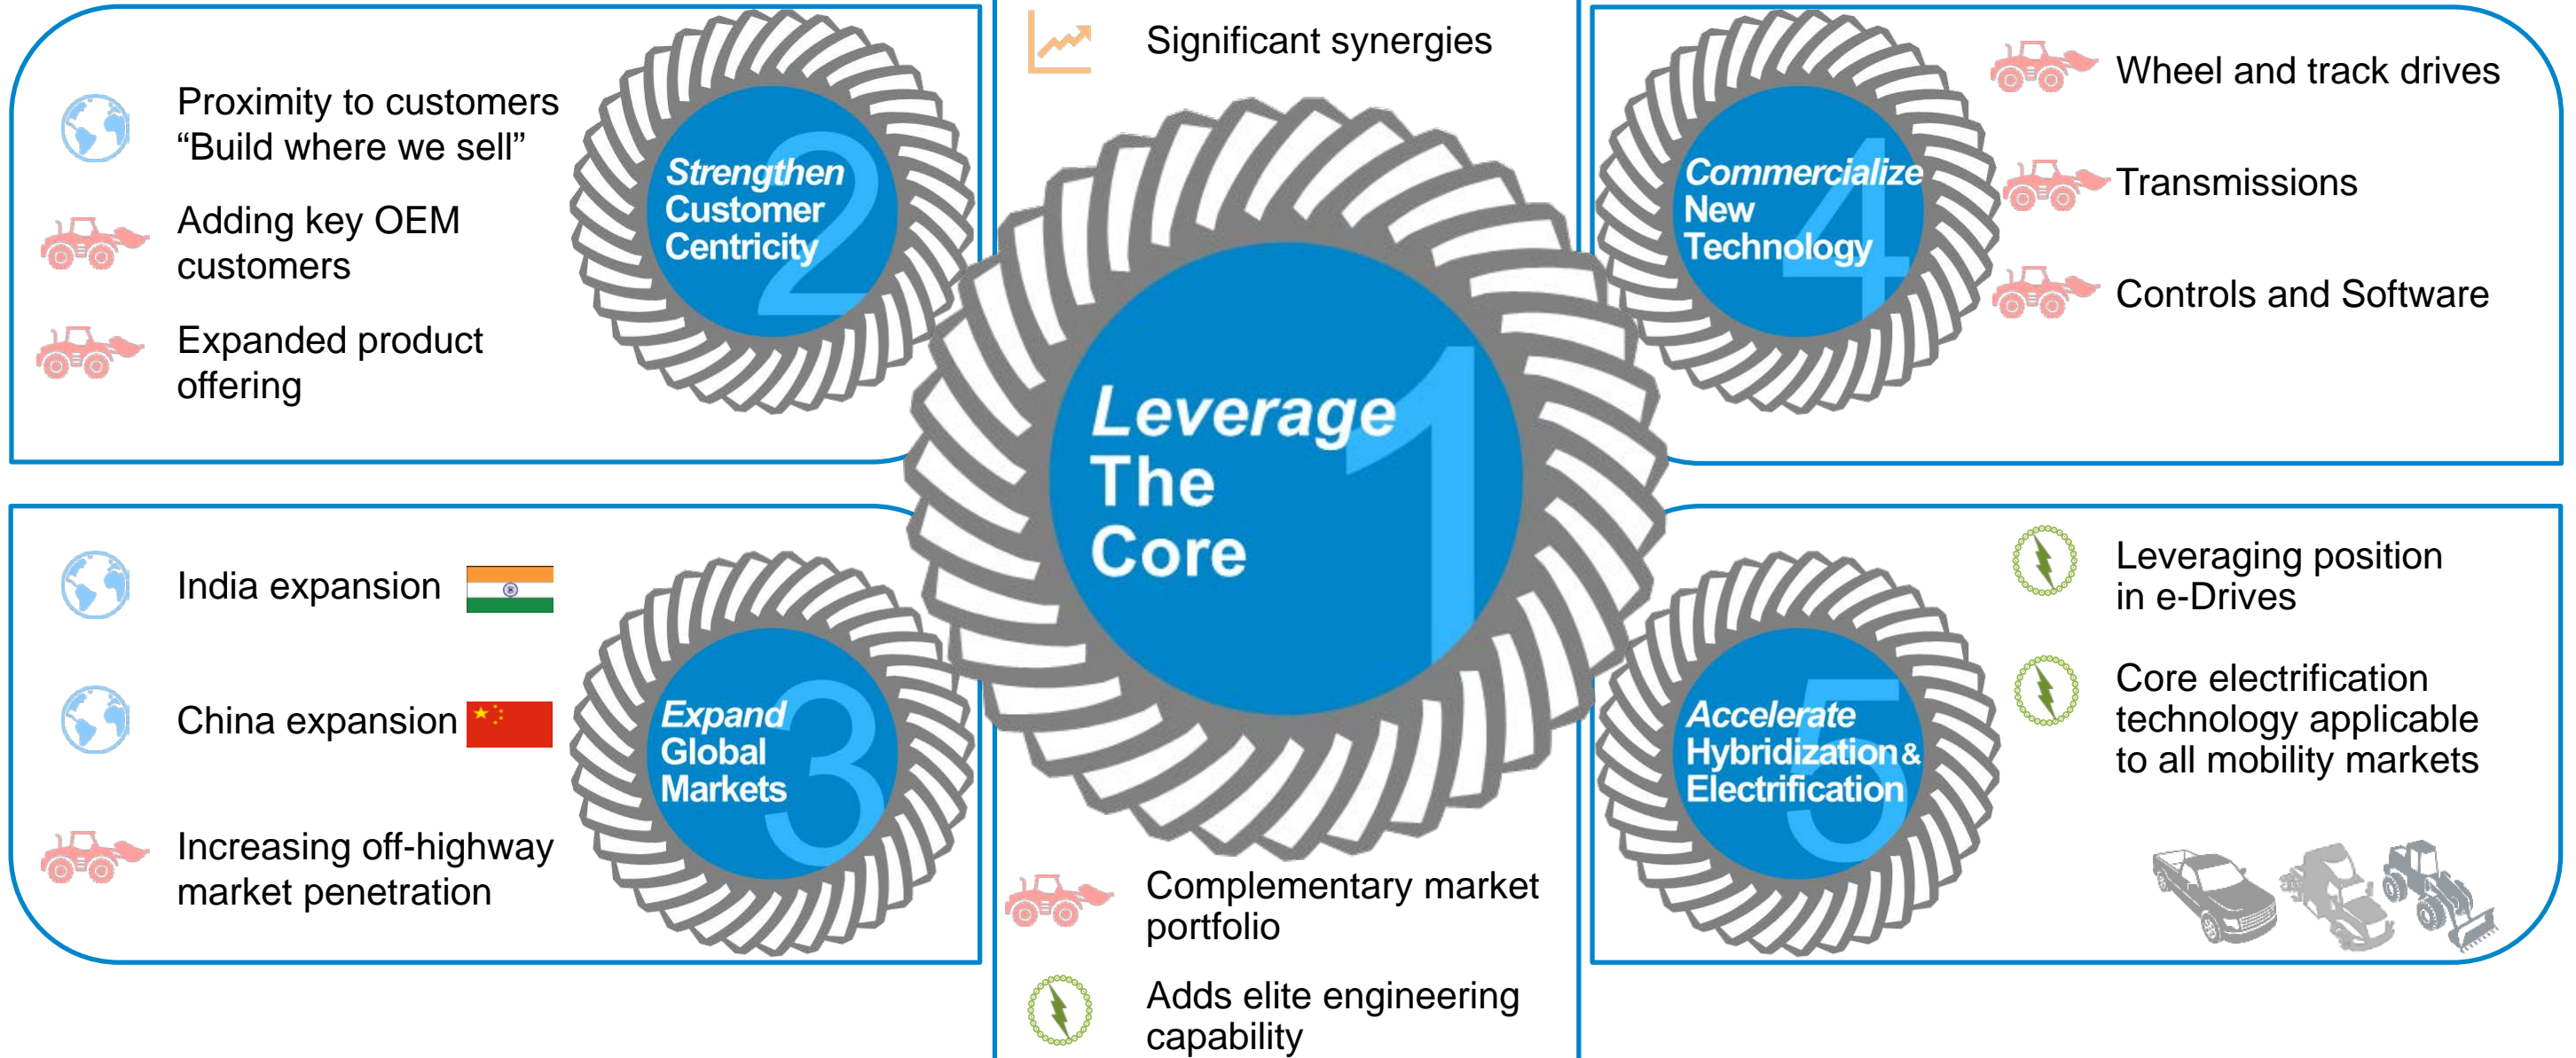 Proximity to customers
“Build where we sell”
Adding key OEM
customers
Expanded product
offering
2
Strengthen
Customer
Centricity
Significant synergies
1
Leverage
The
Core
Complementary market
portfolio
Adds elite engineering
capability
4
Commercialize
New
Technology
Wheel and track drives
Transmissions
Controls and Software
India expansion
China expansion
Increasing off-highway
market penetration
3
Expand
Global
Markets
5
Accelerate
Hybridization &
Electrification
Leveraging position
in e-Drives
Core electrification
technology applicable
to all mobility markets